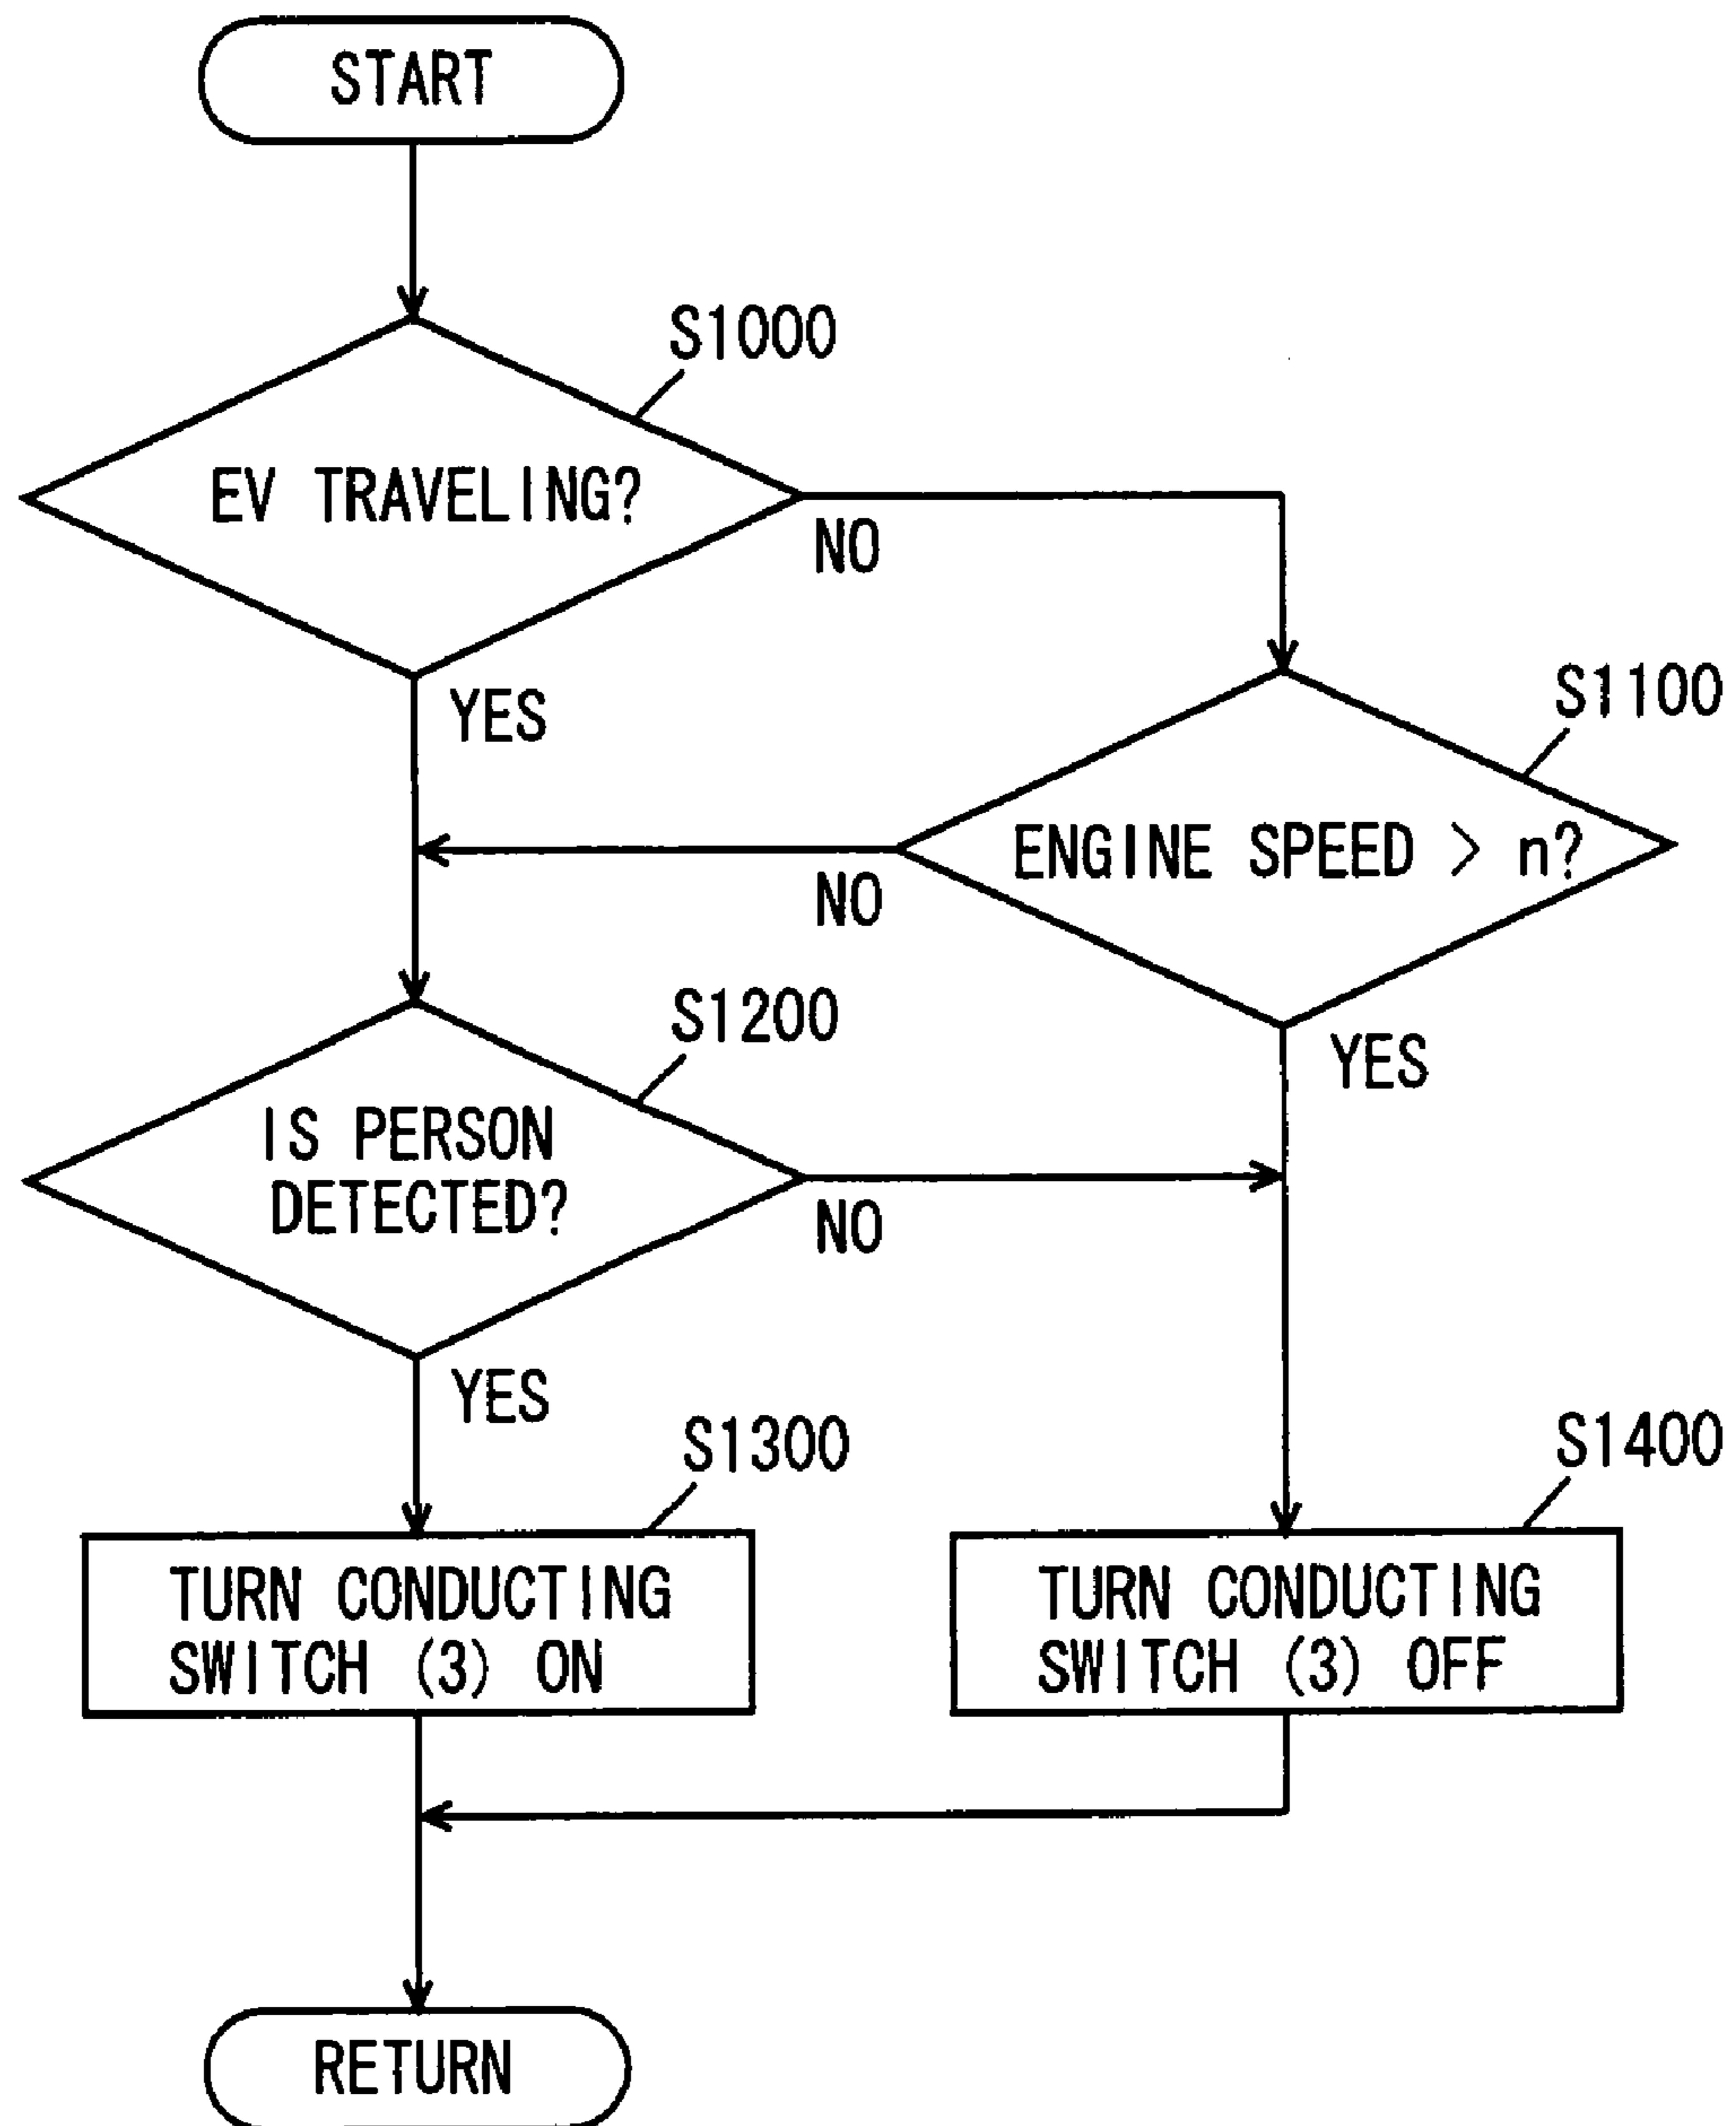 START
S1000
EV TRAVELING?
NO
YES
S1100
ENGINE SPEED > n?
NO
YES
S1200
IS PERSON
DETECTED?
NO
YES
S1300
TURN CONDUCTING
SWITCH (3) ON
S1400
TURN CONDUCTING
SWITCH (3) OFF
RETURN